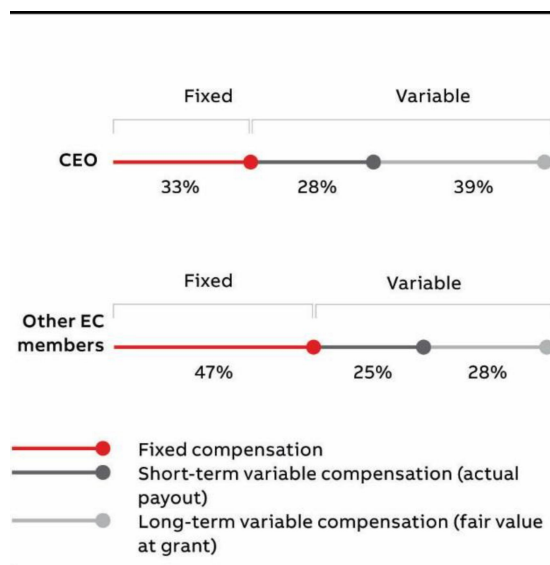 Fixed Variable
CEO
33% 28% 39%
Fixed Variable
Other EC
members
47% 25% 28%
Fixed compensation
Short-term variable compensation (actual
payout)
Long-term variable compensation (fair value
at grant)